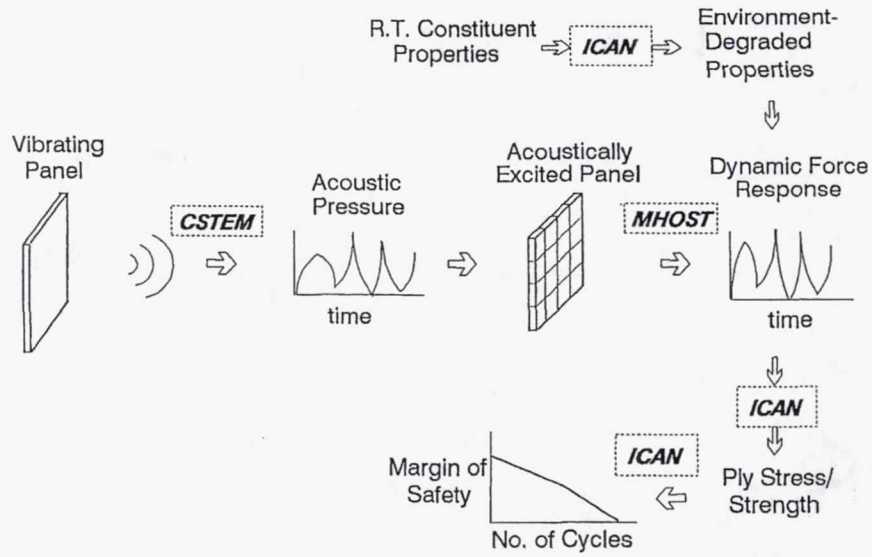 R.T. Constituent
Properties
ICAN
Environment-
Degraded
Properties
Vibrating
Panel
CSTEM
Acoustic
Pressure
time
Acoustically
Excited Panel
MHOST
Dynamic Force
Response
time
ICAN
Ply Stress/
Strength
ICAN
Margin of
Safety
No. of Cycles